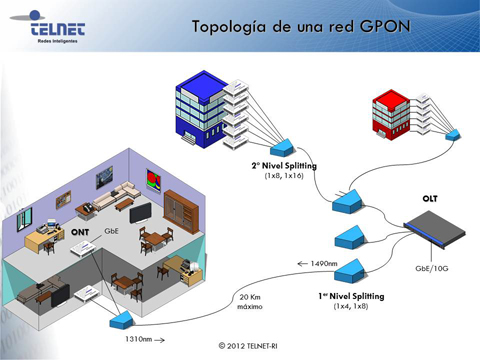 TELNET
Redes Inteligentes
Topología de una red GPON
2º Nivel Splitting
(1x8, 1x16)
OLT
ONT
GbE
1490nm
GbE/10G
20 Km
máximo
1er Nivel Splitting
(1x4, 1x8)
1310nm
© 2012 TELNET-RI